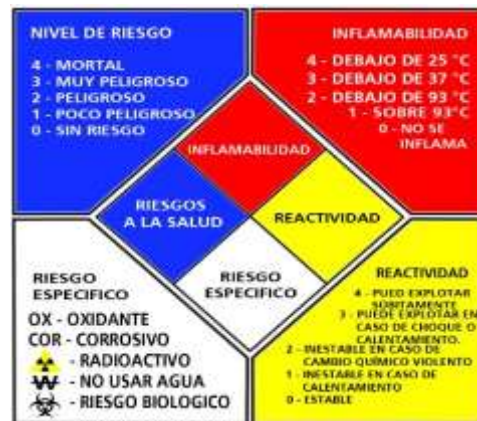 NIVEL DE RIESGO
4 - MORTAL
3 - MUY PELIGROSO
2 - PELIGROSO
1 - POCO PELIGROSO
0 - SIN RIESGO
INFLAMABILIDAD
4 - DEBAJO DE 25 °C
3 - DEBAJO DE 37 °C
2 - DEBAJO DE 93 °C
1 - SOBRE 93°C
0 - NO SE
INFLAMA
INFLAMABILIDAD
RIESGOS
A LA SALUD
REACTIVIDAD
RIESGO
ESPECIFICO
RIESGO
ESPECIFICO
OX - OXIDANTE
COR - CORROSIVO
- RADIOACTIVO
W - NO USAR AGUA
- RIESGO BIOLOGICO
REACTIVIDAD
4 - PUED EXPLOTAR
SÚBITAMENTE
3 - PUEDE EXPLOTAR EN
CASO DE CHOQUE O
CALENTAMIENTO.
2 - INESTABLE EN CASO DE
CAMBIO QUÍMICO VIOLENTO
1 - INESTABLE EN CASO DE
CALENTAMIENTO
0 - ESTABLE